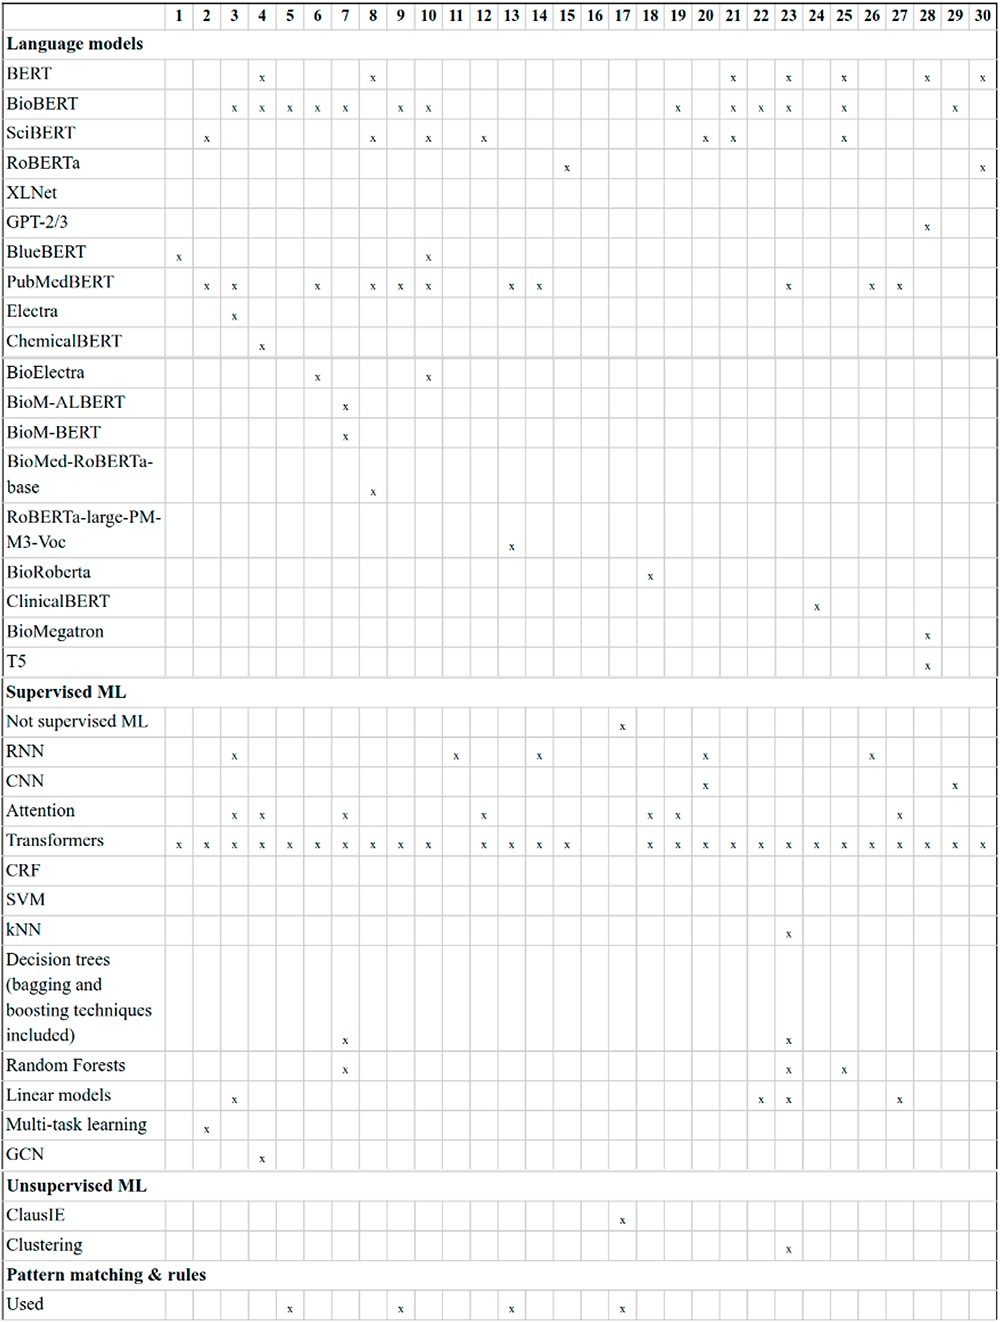 1 2 3 4 5 6 7 8 9 10 11 12 13 14 15 16 17 18 19 20 21 22 23 24 25 26 27 28 29 30
Language models
BERT x x x x x x x
BioBERT x x x x x x x x x x x x x
SciBERT x x x x x x x
RoBERTa x x
XLNet
GPT-2/3 x
BlueBERT x x
PubMedBERT x x x x x x x x x x x
Electra x
ChemicalBERT x
BioElectra x x
BioM-ALBERT x
BioM-BERT x
BioMed-RoBERTa-
base x
RoBERTa-large-PM-
M3-Voc x
BioRoberta x
ClinicalBERT x
BioMegatron x
T5 x
Supervised ML
Not supervised ML x
RNN x x x x x
CNN x x
Attention x x x x x x x
Transformers x x x x x x x x x x x x x x x x x x x x x x x x x x x
CRF
SVM
kNN x
Decision trees
(bagging and
boosting techniques
included) x x
Random Forests x x x
Linear models x x x x
Multi-task learning x
GCN x
Unsupervised ML
ClausIE x
Clustering x
Pattern matching & rules
Used x x x x